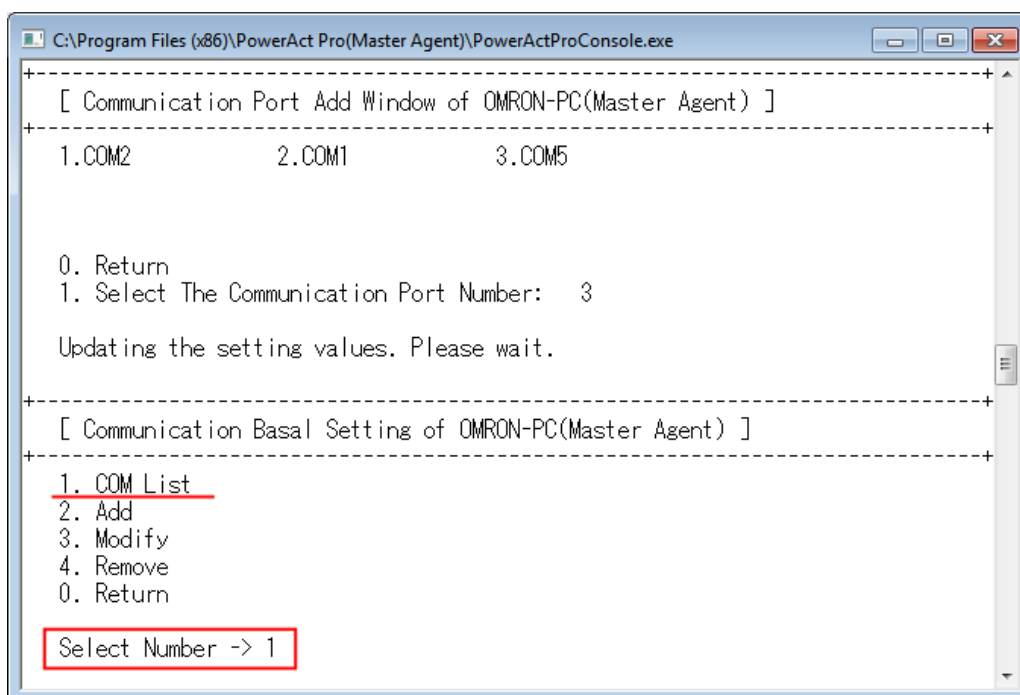 C:\Program Files (x86)\PowerAct Pro(Master Agent)\PowerActProConsole.exe
[ Communication Port Add Window of OMRON-PC(Master Agent) ]
1.COM2 2.COM1 3.COM5
0. Return
1. Select The Communication Port Number: 3
Updating the setting values. Please wait.
[ Communication Basal Setting of OMRON-PC(Master Agent) ]
1. COM List
2. Add
3. Modify
4. Remove
0. Return
Select Number -> 1